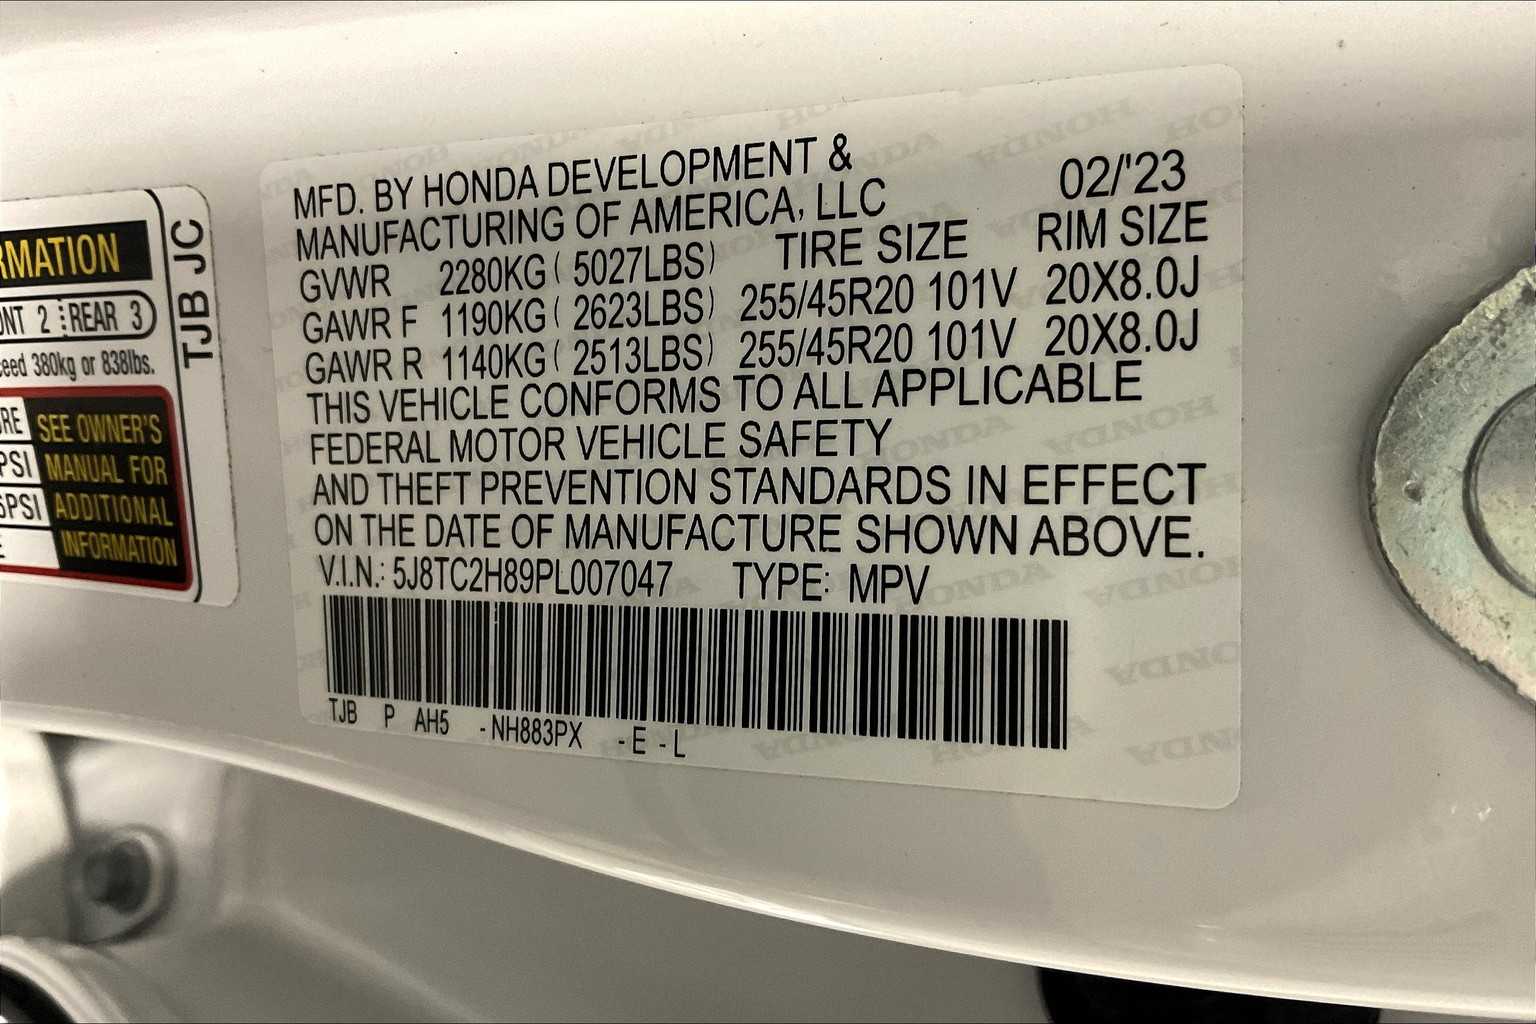 RMATION
ONT 2 REAR 3
ceed 380kg or 838lbs.
PSI
SEE OWNER'S
MANUAL FOR
ADDITIONAL
INFORMATION
TJB JC
MFD. BY HONDA DEVELOPMENT &
MANUFACTURING OF AMERICA, LLC 02/'23
GVWR 2280KG ( 5027LBS) TIRE SIZE RIM SIZE
GAWR F 1190KG ( 2623LBS) 255/45R20 101V 20X8.0J
GAWR R 1140KG ( 2513LBS) 255/45R20 101V 20X8.0J
THIS VEHICLE CONFORMS TO ALL APPLICABLE
FEDERAL MOTOR VEHICLE SAFETY
AND THEFT PREVENTION STANDARDS IN EFFECT
ON THE DATE OF MANUFACTURE SHOWN ABOVE.
V.I.N.: 5J8TC2H89PL007047 TYPE: MPV
TJB P AH5 -NH883PX -E -L